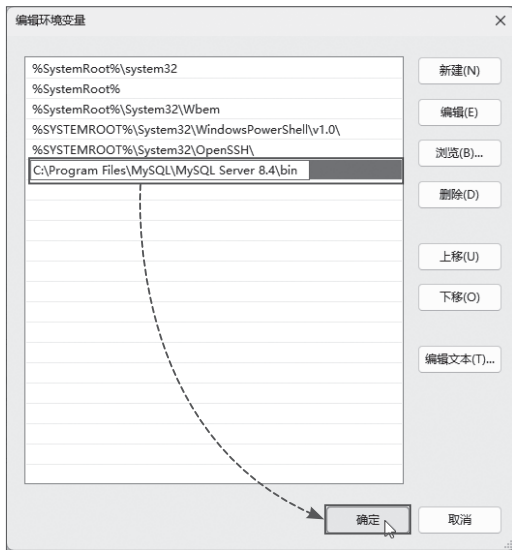 编辑环境变量
%SystemRoot%\system32
%SystemRoot%
%SystemRoot%\System32\Wbem
%SYSTEMROOT%\System32\WindowsPowerShell\v1.0\
%SYSTEMROOT%\System32\OpenSSH\
C:\Program Files\MySQL\MySQL Server 8.4\bin
新建(N)
编辑(E)
浏览(B)...
删除(D)
上移(U)
下移(O)
编辑文本(T)...
确定
取消